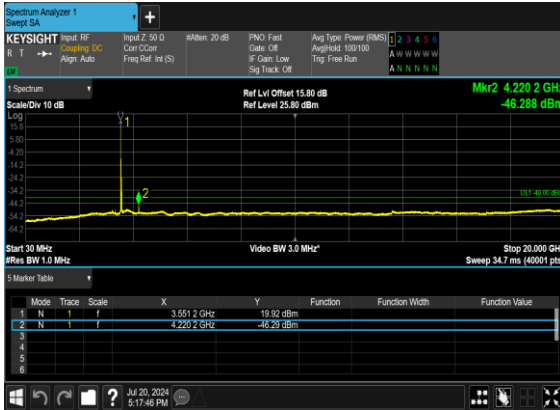 Spectrum Analyzer 1
Swept SA
+
KEYSIGHT Input: RF Input Z: 50 Ω #Atten: 20 dB PNO: Fast Avg Type: Power (RMS) 1 2 3 4 5 6
R T Coupling: DC Corr CCorr Gate: Off Avg|Hold: 100/100
Align: Auto Freq Ref: Int (S) IF Gain: Low Trig: Free Run A W W W W W
Sig Track: Off
A N N N N N
1 Spectrum
Scale/Div 10 dB
Ref Lvl Offset 15.80 dB
Ref Level 25.80 dBm
Mkr2 4.220 2 GHz
-46.288 dBm
Log
15.8
5.80
-4.20
-14.2
-24.2
-34.2
-44.2
-54.2
-64.2
1
2
DL1 -40.00 dBm
Start 30 MHz Video BW 3.0 MHz* Stop 20.000 GHz
#Res BW 1.0 MHz Sweep 34.7 ms (40001 pts)
5 Marker Table
Mode Trace Scale X Y Function Function Width Function Value
1 N 1 f 3.551 2 GHz 19.92 dBm
2 N 1 f 4.220 2 GHz -46.29 dBm
3
4
5
6
? Jul 20, 2024
5:17:46 PM